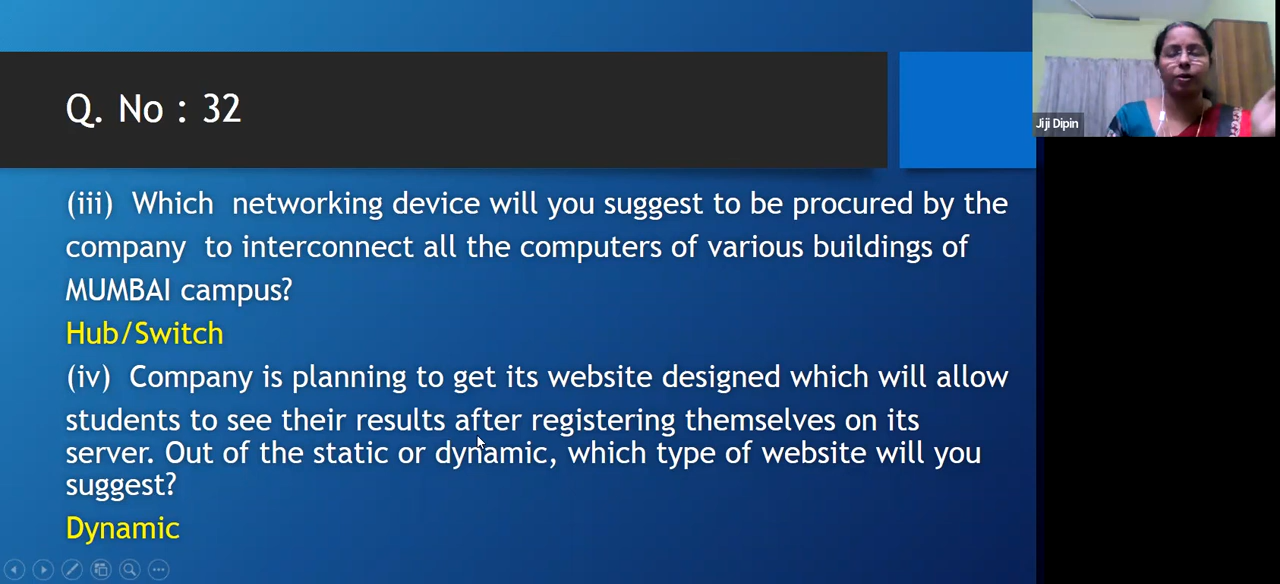 Q. No : 32
Jiji Dipin
(iii) Which networking device will you suggest to be procured by the
company to interconnect all the computers of various buildings of
MUMBAI campus?
Hub/Switch
(iv) Company is planning to get its website designed which will allow
students to see their results after registering themselves on its
server. Out of the static or dynamic, which type of website will you
suggest?
Dynamic